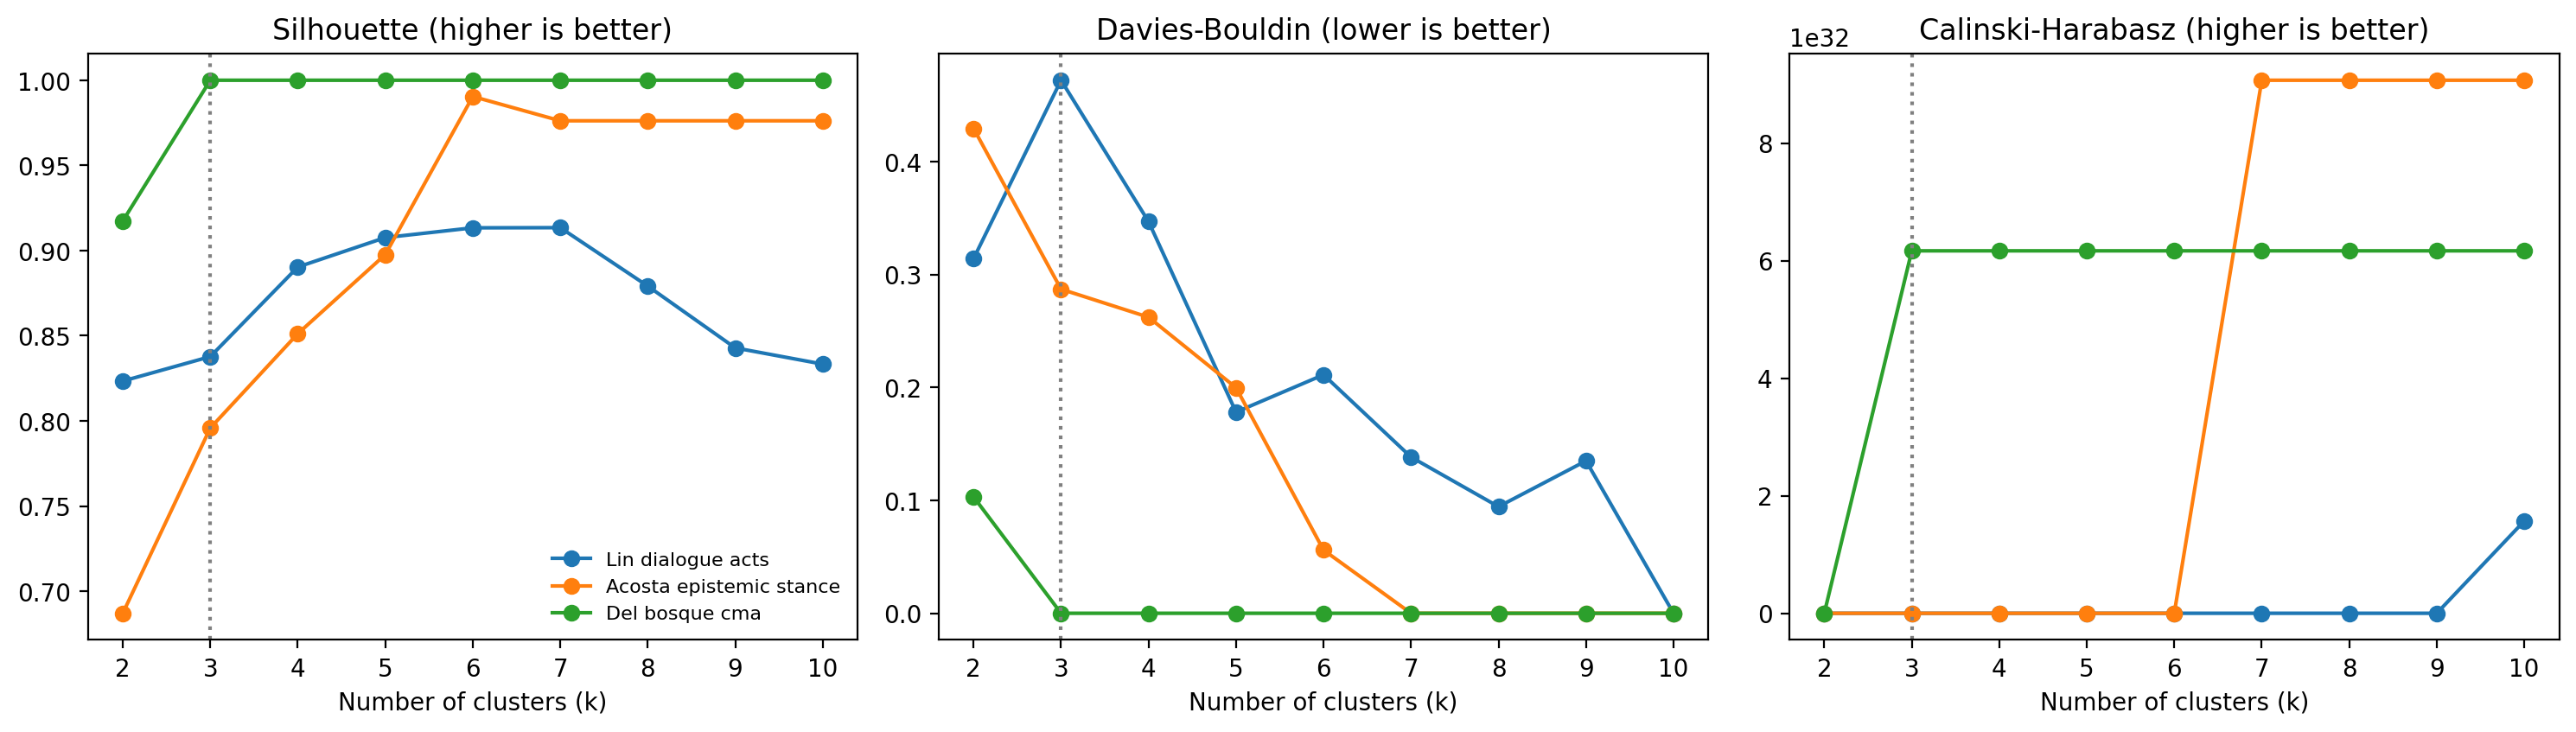 Silhouette (higher is better)
1.00
0.95
0.90
0.85
0.80
0.75
0.70
2 3 4 5 6 7 8 9 10
Number of clusters (k)
Lin dialogue acts
Acosta epistemic stance
Del bosque cma
Davies-Bouldin (lower is better)
0.4
0.3
0.2
0.1
0.0
2 3 4 5 6 7 8 9 10
Number of clusters (k)
Calinski-Harabasz (higher is better)
1e32
8
6
4
2
0
2 3 4 5 6 7 8 9 10
Number of clusters (k)